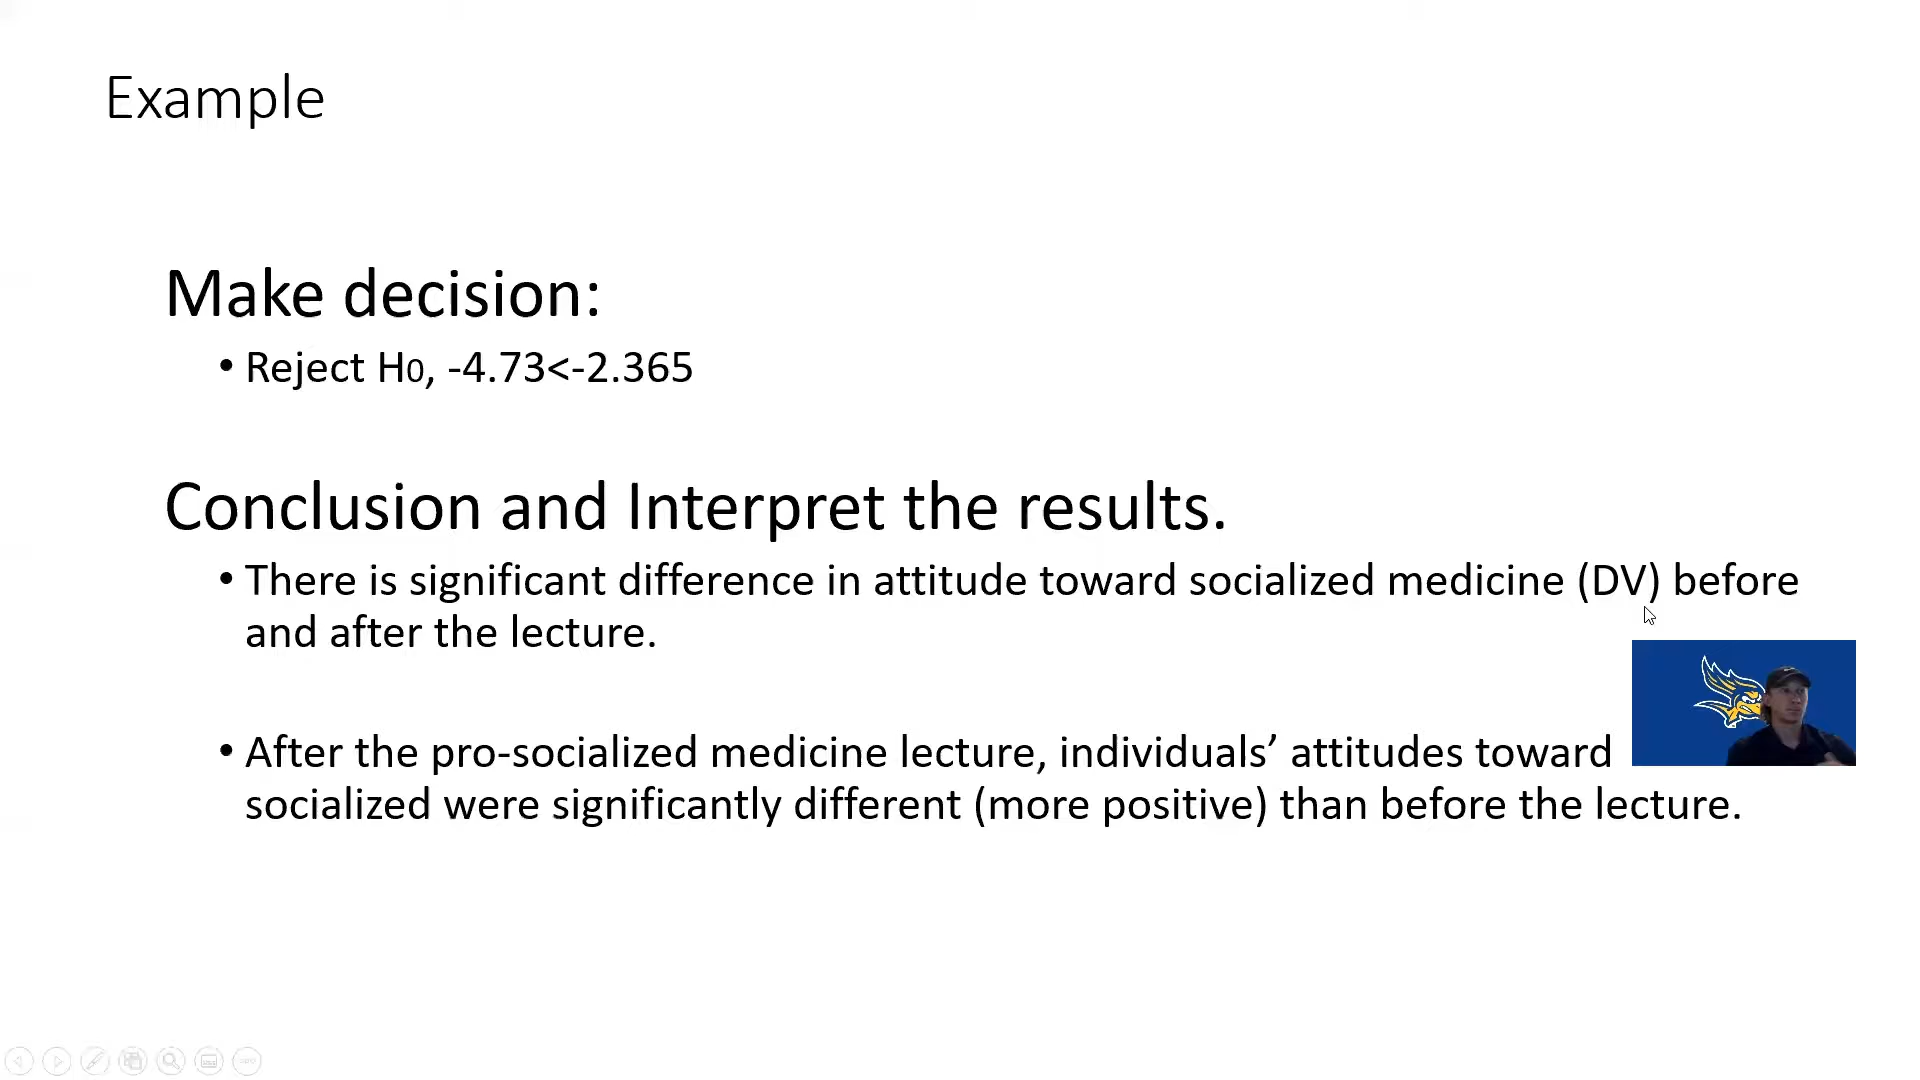 Example
Make decision:
• Reject H0, -4.73<-2.365
Conclusion and Interpret the results.
• There is significant difference in attitude toward socialized medicine (DV) before
and after the lecture.
• After the pro-socialized medicine lecture, individuals’ attitudes toward
socialized were significantly different (more positive) than before the lecture.